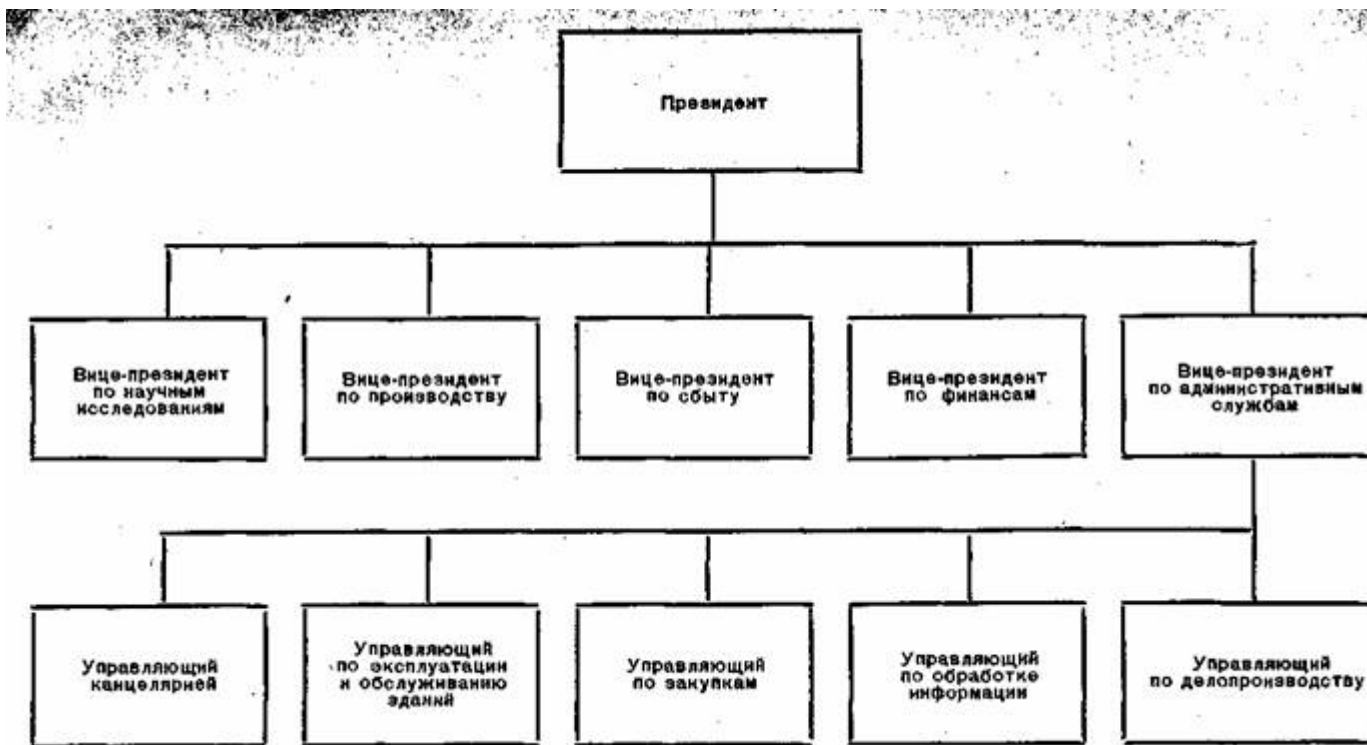 Президент
Вице-президент
по научным
исследованиям
Вице-президент
по производству
Вице-президент
по сбыту
Вице-президент
по финансам
Вице-президент
по административным
службам
Управляющий
канцелярией
Управляющий
по эксплуатации
и обслуживанию
зданий
Управляющий
по закупкам
Управляющий
по обработке
информации
Управляющий
по делопроизводству